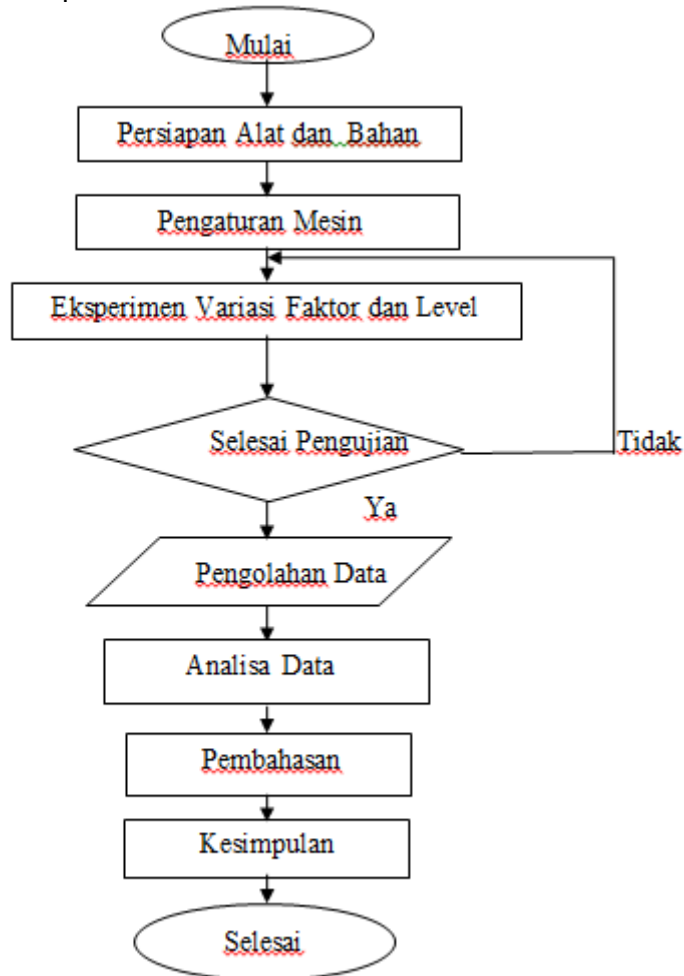 Mulai
Persiapan Alat dan Bahan
Pengaturan Mesin
Eksperimen Variasi Faktor dan Level
Selesai Pengujian
Tidak
Ya
Pengolahan Data
Analisa Data
Pembahasan
Kesimpulan
Selesai